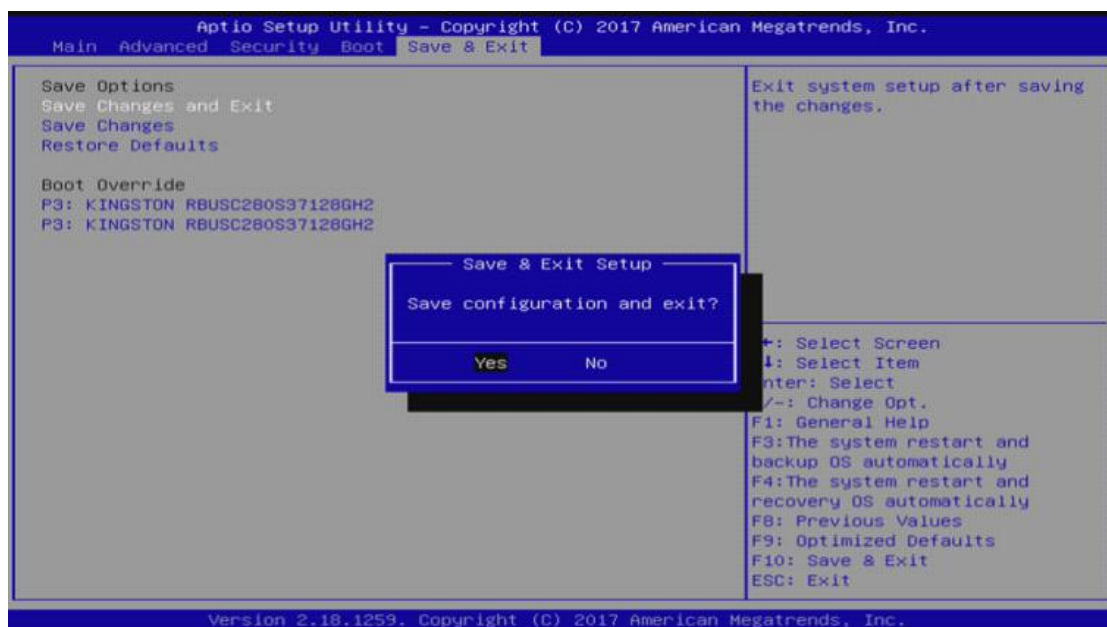 Aptio Setup Utility – Copyright (C) 2017 American Megatrends, Inc.
Main Advanced Security Boot Save & Exit
Save Options
Save Changes and Exit
Save Changes
Restore Defaults
Boot Override
P3: KINGSTON RBUSC280S37128GH2
P3: KINGSTON RBUSC280S37128GH2
Exit system setup after saving
the changes.
Save & Exit Setup
Save configuration and exit?
Yes No
←: Select Screen
↓: Select Item
nter: Select
/-: Change Opt.
F1: General Help
F3:The system restart and
backup OS automatically
F4:The system restart and
recovery OS automatically
F8: Previous Values
F9: Optimized Defaults
F10: Save & Exit
ESC: Exit
Version 2.18.1259. Copyright (C) 2017 American Megatrends, Inc.